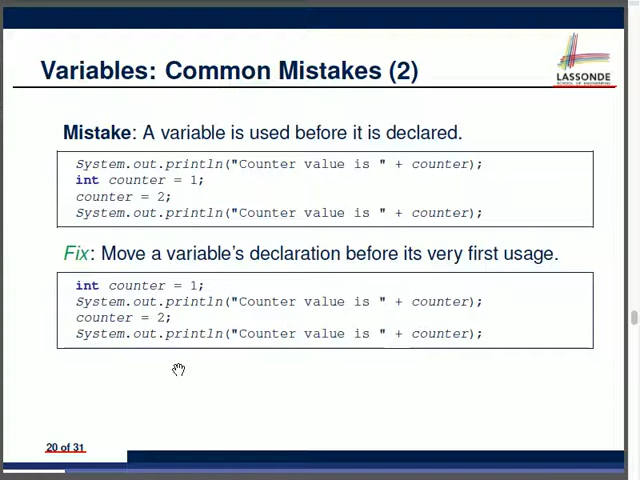 Variables: Common Mistakes (2)
LASSONDE
SCHOOL OF ENGINEERING
Mistake: A variable is used before it is declared.
System.out.println("Counter value is " + counter);
int counter = 1;
counter = 2;
System.out.println("Counter value is " + counter);
Fix: Move a variable's declaration before its very first usage.
int counter = 1;
System.out.println("Counter value is " + counter);
counter = 2;
System.out.println("Counter value is " + counter);
20 of 31